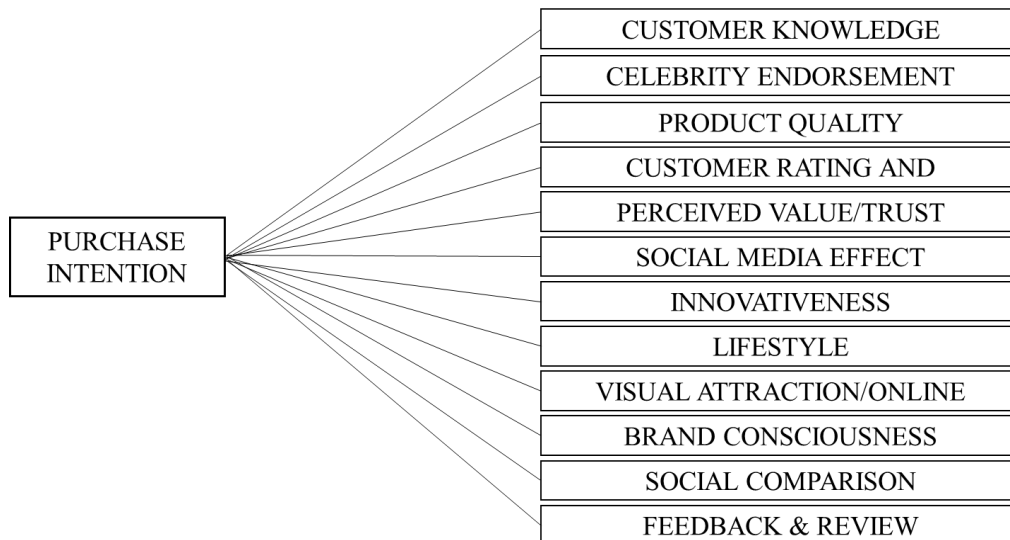 PURCHASE
INTENTION
CUSTOMER KNOWLEDGE
CELEBRITY ENDORSEMENT
PRODUCT QUALITY
CUSTOMER RATING AND
PERCEIVED VALUE/TRUST
SOCIAL MEDIA EFFECT
INNOVATIVENESS
LIFESTYLE
VISUAL ATTRACTION/ONLINE
BRAND CONSCIOUSNESS
SOCIAL COMPARISON
FEEDBACK & REVIEW